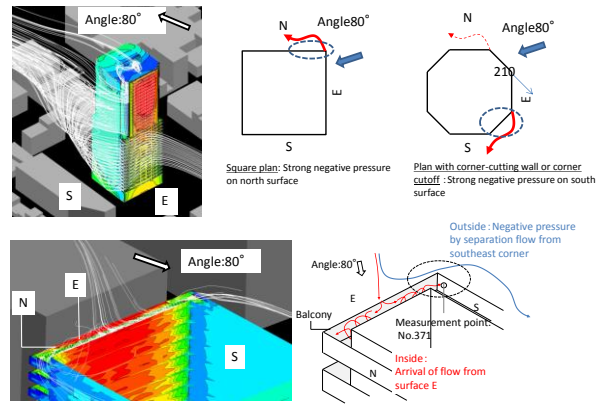 Angle:80°
S
E
N
Angle80°
E
S
Square plan: Strong negative pressure
on north surface
N
Angle80°
210
E
S
Plan with corner-cutting wall or corner
cutoff : Strong negative pressure on south
surface
Angle:80°
N
E
S
Outside : Negative pressure
by separation flow from
southeast corner
Angle:80°
E
S
Balcony
Measurement point:
No.371
N
Inside :
Arrival of flow from
surface E